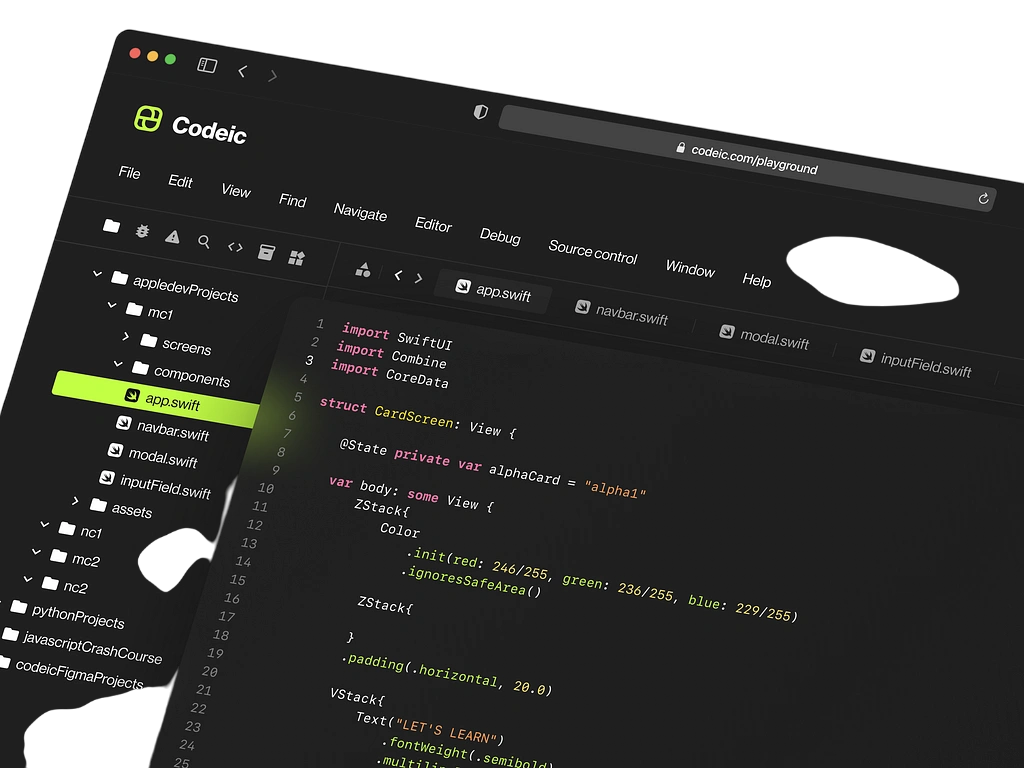 codeic.com/playground
Codeic
File Edit View Find Navigate Editor Debug Source control Window Help
appledevProjects
mc1
screens
components
app.swift
navbar.swift
modal.swift
inputField.swift
assets
nc1
mc2
nc2
pythonProjects
javascriptCrashCourse
codeicFigmaProjects
app.swift navbar.swift modal.swift inputField.swift
1 import SwiftUI
2 import Combine
3 import CoreData
4
5 struct CardScreen: View {
6
7 @State private var alphaCard = "alpha1"
8
9 var body: some View {
10 ZStack{
11 Color
12 .init(red: 246/255, green: 236/255, blue: 229/255)
13 .ignoresSafeArea()
14
15 ZStack{
16
17 }
18 .padding(.horizontal, 20.0)
19
20 VStack{
21 Text("LET'S LEARN")
22 .fontWeight(.semibold)
23
24
25